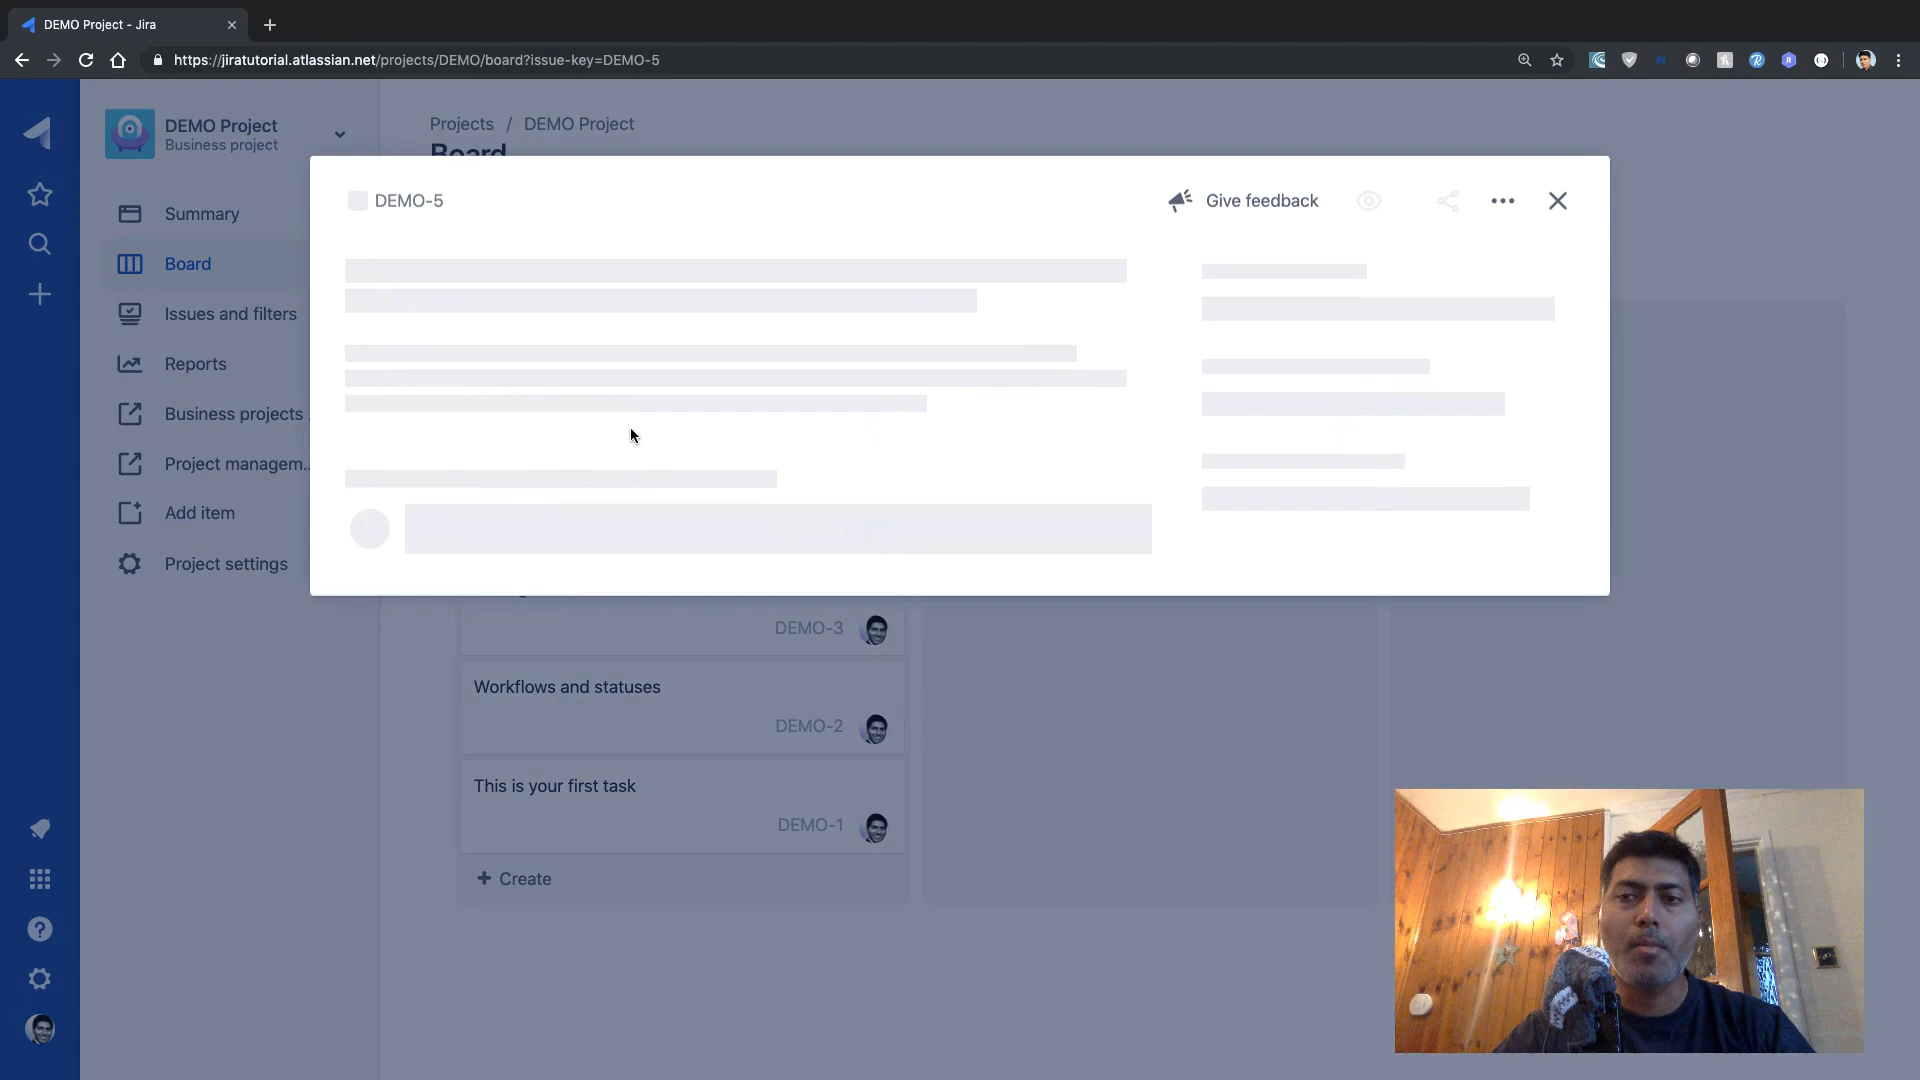 DEMO Project - Jira
https://jiratutorial.atlassian.net/projects/DEMO/board?issue-key=DEMO-5
DEMO Project
Business project
Summary
Board
Issues and filters
Reports
Business projects
Project managem...
Add item
Project settings
Projects / DEMO Project
Board
DEMO-5
Give feedback
DEMO-3
Workflows and statuses
DEMO-2
This is your first task
DEMO-1
+ Create